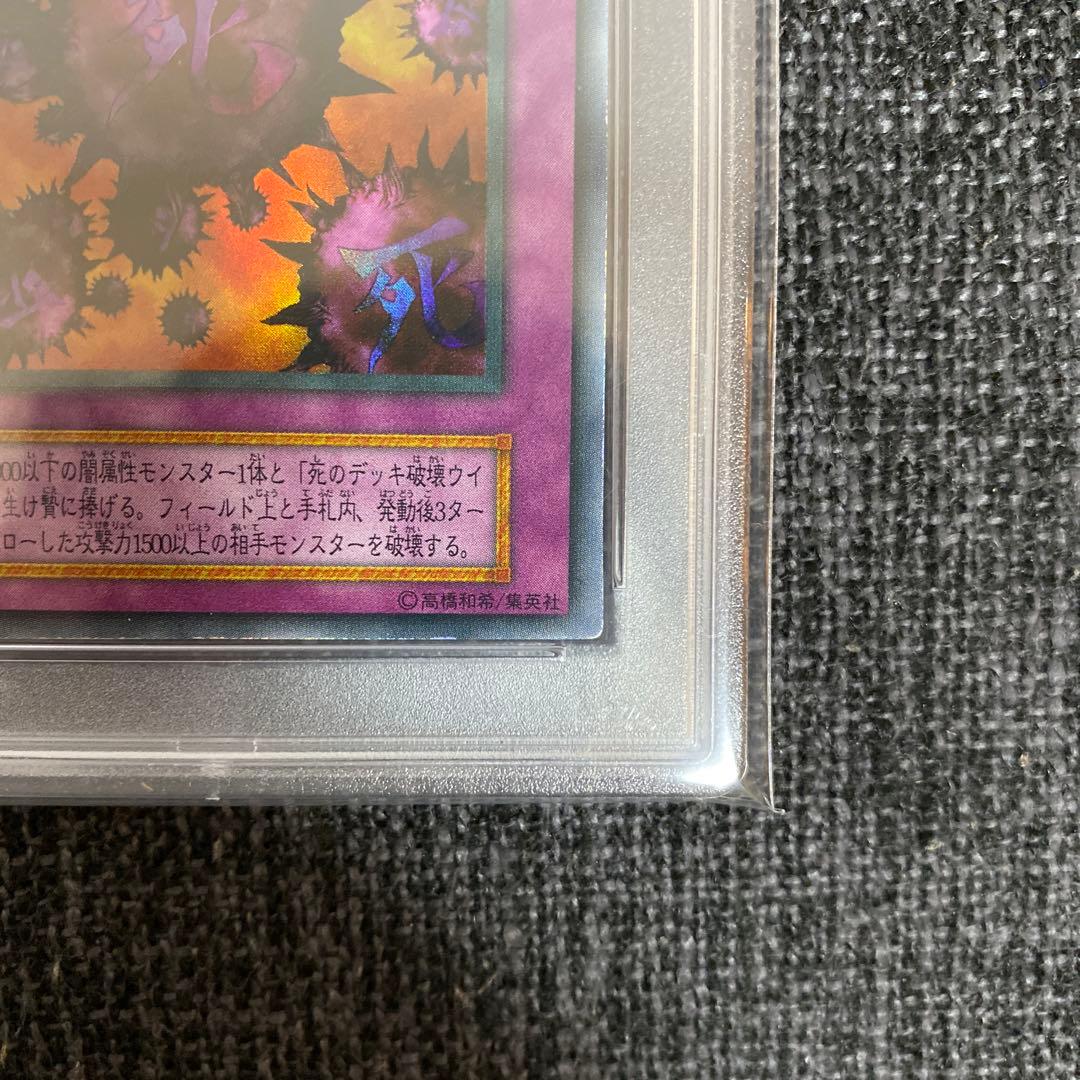 死
死
00以下の闇属性モンスター1体と「死のデッキ破壊ウイ
生け贄に捧げる。フィールド上と手札内、発動後3ター
ローした攻撃力1500以上の相手モンスターを破壊する。
©高橋和希/集英社